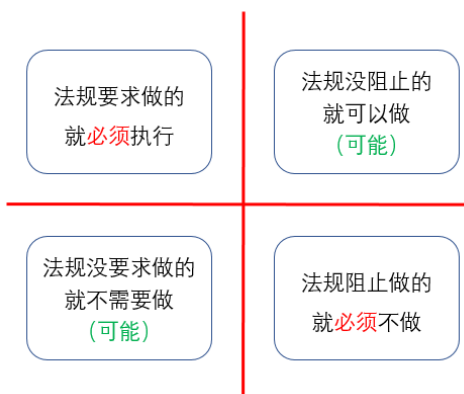 法规要求做的
就必须执行
法规没阻止的
就可以做
（可能）
法规没要求做的
就不需要做
（可能）
法规阻止做的
就必须不做